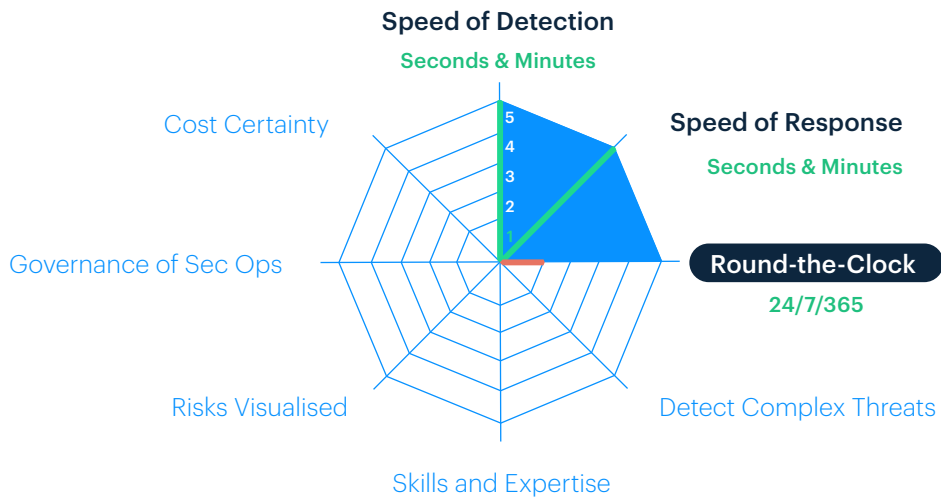 Speed of Detection
Seconds & Minutes
Cost Certainty
Speed of Response
Seconds & Minutes
5
4
3
2
1
Governance of Sec Ops
Round-the-Clock
24/7/365
Risks Visualised
Detect Complex Threats
Skills and Expertise